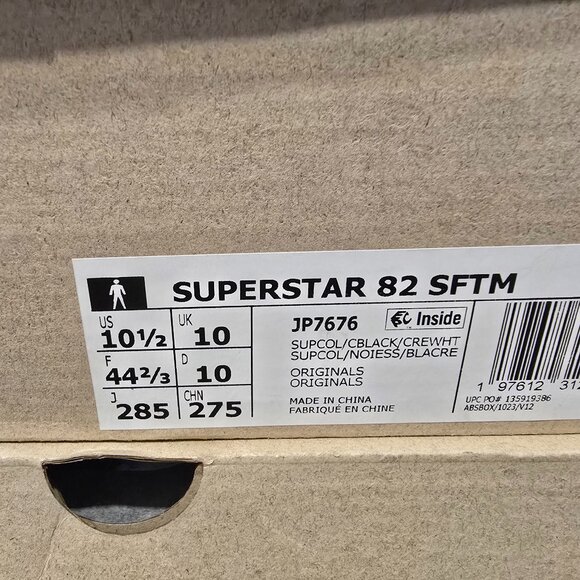 SUPERSTAR 82 SFTM
US 10½ UK 10
F 44⅔ D 10
J 285 CHN 275
JP7676 Inside
SUPCOL/CBLACK/CREWHT
SUPCOL/NOIESS/BLACRE
ORIGINALS
ORIGINALS
MADE IN CHINA
FABRIQUÉ EN CHINE
1 97612 31
UPC PO# 135919386
ABSBOX/1023/V12